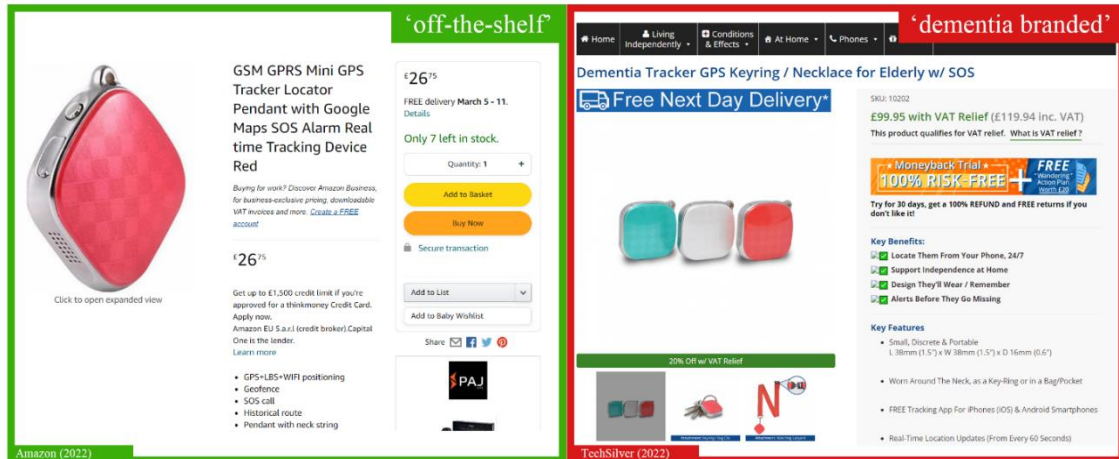 'off-the-shelf'
GSM GPRS Mini GPS
Tracker Locator
Pendant with Google
Maps SOS Alarm Real
time Tracking Device
Red
Buying for work? Discover Amazon Business,
for business-exclusive pricing, downloadable
VAT invoices and more. Create a FREE
account
£26⁷⁵
Click to open expanded view
Get up to £1,500 credit limit if you're
approved for a thinkmoney Credit Card.
Apply now.
Amazon EU S.a.r.l (credit broker).Capital
One is the lender.
Learn more
• GPS+LBS+WIFI positioning
• Geofence
• SOS call
• Historical route
• Pendant with neck string
£26⁷⁵
FREE delivery March 5 - 11.
Details
Only 7 left in stock.
Quantity: 1 +
Add to Basket
Buy Now
Secure transaction
Add to List
Add to Baby Wishlist
Share
PAJ
Amazon (2022)
'dementia branded'
Home
Living
Independently
Conditions
& Effects
At Home
Phones
Dementia Tracker GPS Keyring / Necklace for Elderly w/ SOS
Free Next Day Delivery*
20% Off w/ VAT Relief
SKU: 10202
£99.95 with VAT Relief (£119.94 inc. VAT)
This product qualifies for VAT relief. What is VAT relief ?
Moneyback Trial
100% RISK-FREE
+
FREE
"Wandering"
Action Plan
Worth £20
Try for 30 days, get a 100% REFUND and FREE returns if you
don't like it!
Key Benefits:
Locate Them From Your Phone, 24/7
Support Independence at Home
Design They'll Wear / Remember
Alerts Before They Go Missing
Key Features
• Small, Discrete & Portable
L 38mm (1.5") x W 38mm (1.5") x D 16mm (0.6")
• Worn Around The Neck, as a Key-Ring or in a Bag/Pocket
• FREE Tracking App For iPhones (iOS) & Android Smartphones
• Real-Time Location Updates (From Every 60 Seconds)
TechSilver (2022)